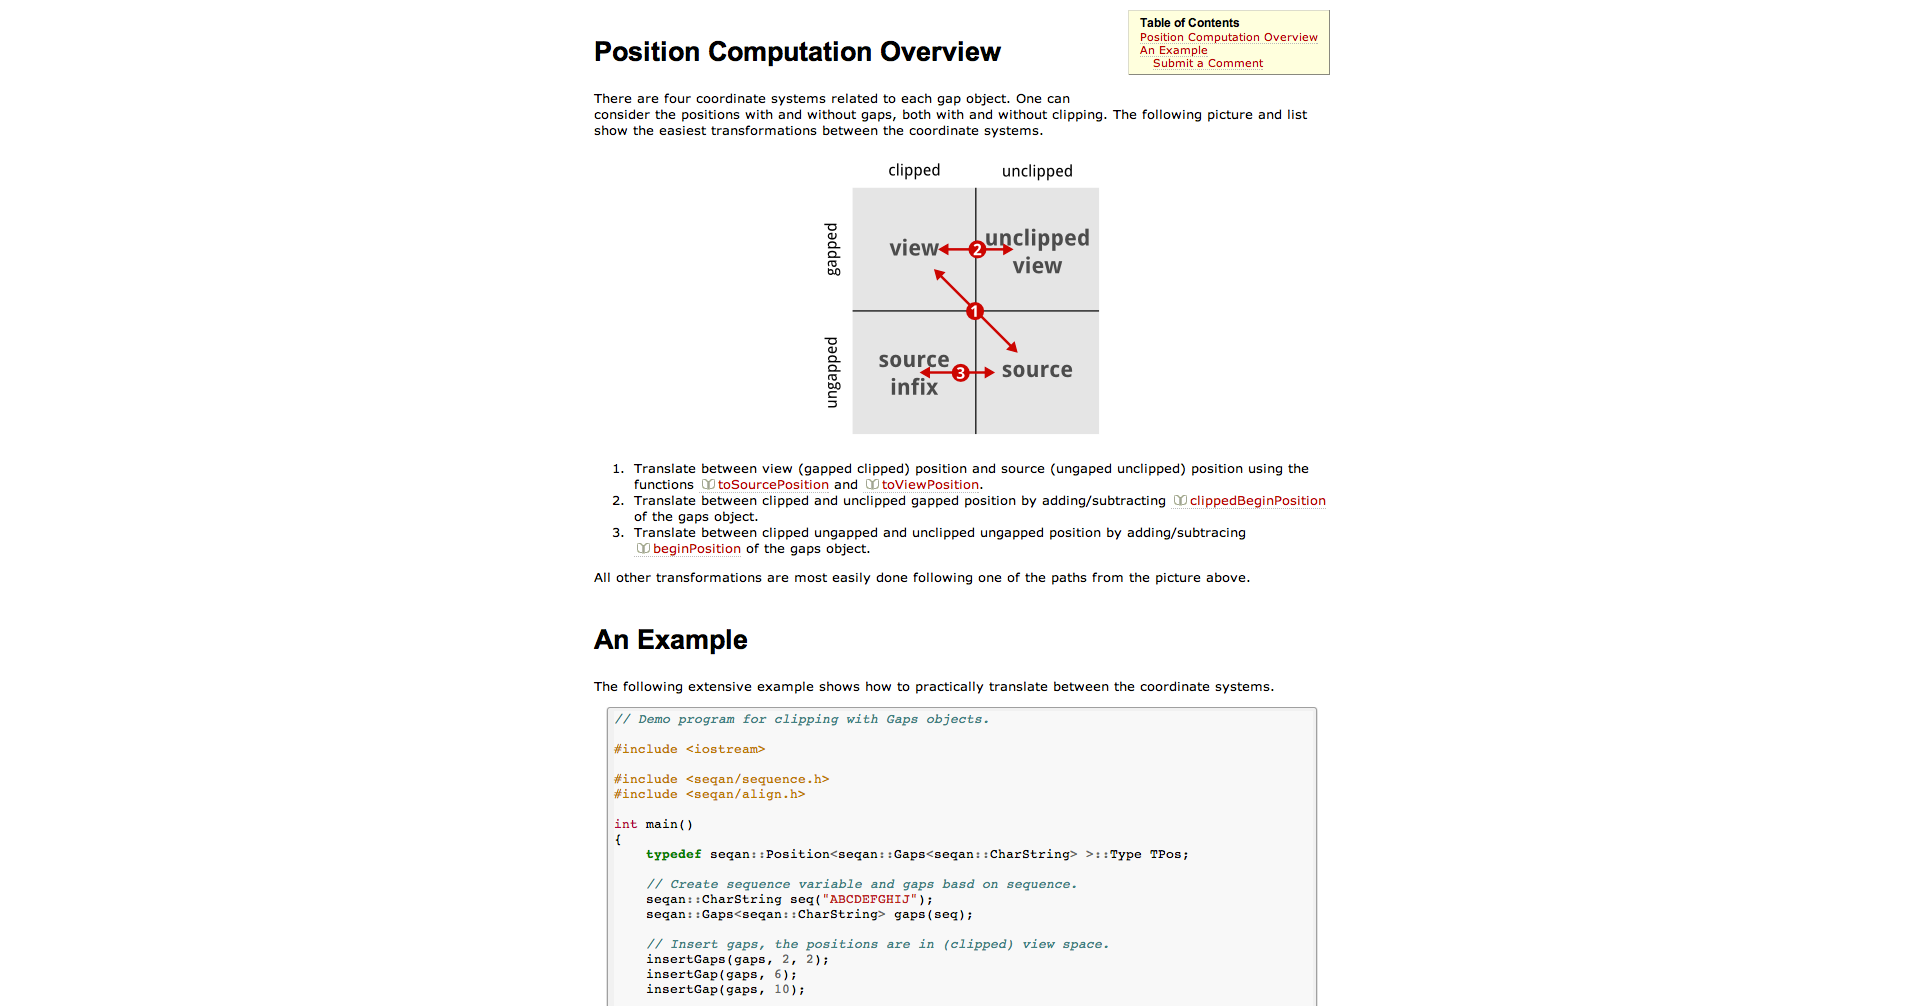 Table of Contents
Position Computation Overview
An Example
Submit a Comment
Position Computation Overview
There are four coordinate systems related to each gap object. One can
consider the positions with and without gaps, both with and without clipping. The following picture and list
show the easiest transformations between the coordinate systems.
clipped
unclipped
gapped
view
2
unclipped
view
1
ungapped
source
infix
3
source
1. Translate between view (gapped clipped) position and source (ungaped unclipped) position using the
functions toSourcePosition and toViewPosition.
2. Translate between clipped and unclipped gapped position by adding/subtracting clippedBeginPosition
of the gaps object.
3. Translate between clipped ungapped and unclipped ungapped position by adding/subtracing
beginPosition of the gaps object.
All other transformations are most easily done following one of the paths from the picture above.
An Example
The following extensive example shows how to practically translate between the coordinate systems.
// Demo program for clipping with Gaps objects.
#include <iostream>
#include <seqan/sequence.h>
#include <seqan/align.h>
int main()
{
typedef seqan::Position<seqan::Gaps<seqan::CharString> >::Type TPos;
// Create sequence variable and gaps basd on sequence.
seqan::CharString seq("ABCDEFGHIJ");
seqan::Gaps<seqan::CharString> gaps(seq);
// Insert gaps, the positions are in (clipped) view space.
insertGaps(gaps, 2, 2);
insertGap(gaps, 6);
insertGap(gaps, 10);